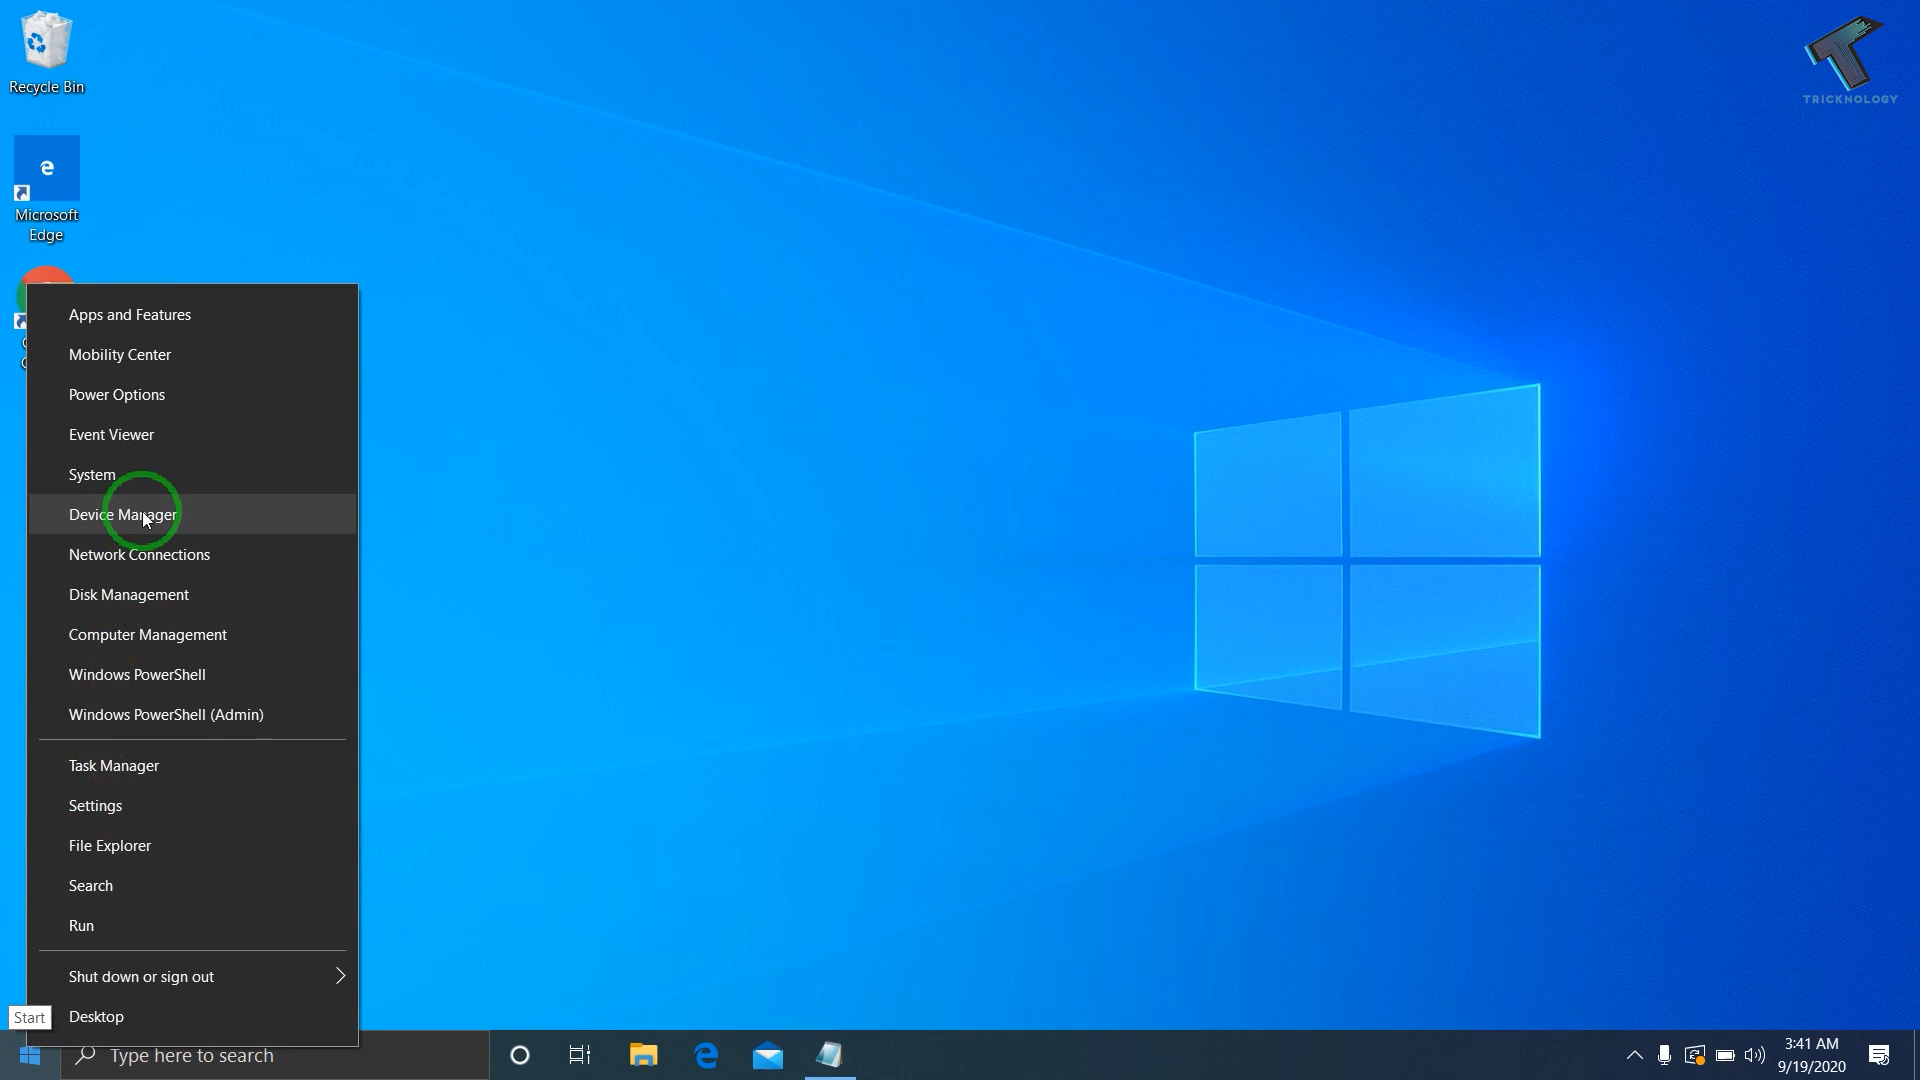 Recycle Bin
Microsoft
Edge
TRICKNOLOGY
Apps and Features
Mobility Center
Power Options
Event Viewer
System
Device Manager
Network Connections
Disk Management
Computer Management
Windows PowerShell
Windows PowerShell (Admin)
Task Manager
Settings
File Explorer
Search
Run
Shut down or sign out
Desktop
Start
Type here to search
3:41 AM
9/19/2020